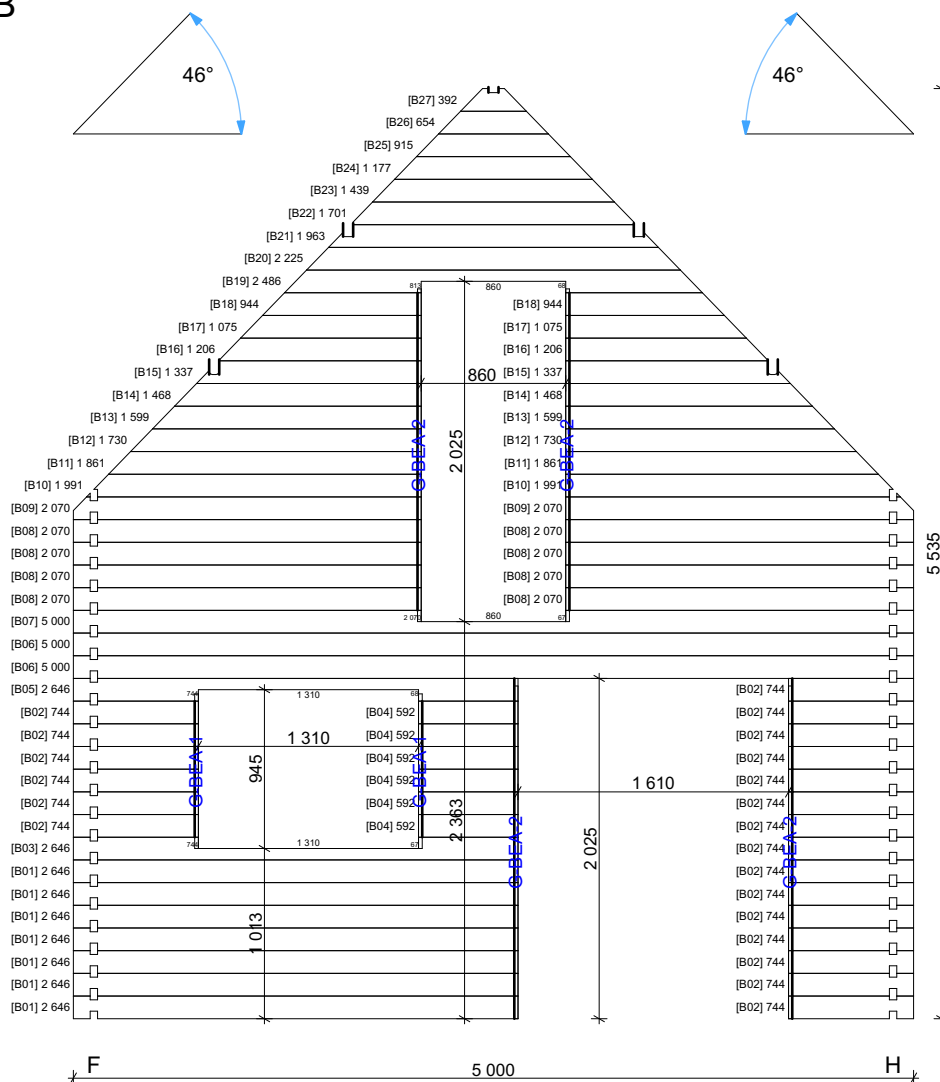 B
46°
46°
[B27] 392
[B26] 654
[B25] 915
[B24] 1 177
[B23] 1 439
[B22] 1 701
[B21] 1 963
[B20] 2 225
[B19] 2 486
860
68
[B18] 944
[B18] 944
[B17] 1 075
[B17] 1 075
[B16] 1 206
[B16] 1 206
[B15] 1 337
860
[B15] 1 337
[B14] 1 468
[B14] 1 468
[B13] 1 599
[B13] 1 599
[B12] 1 730
[B12] 1 730
[B11] 1 861
[B11] 1 861
G-BEA-2
2 025
G-BEA-2
[B10] 1 991
[B10] 1 991
[B09] 2 070
[B09] 2 070
[B08] 2 070
[B08] 2 070
[B08] 2 070
[B08] 2 070
[B08] 2 070
[B08] 2 070
[B08] 2 070
[B08] 2 070
5 535
[B07] 5 000
860
67
[B06] 5 000
[B06] 5 000
[B05] 2 646
1 310
68
[B02] 744
[B02] 744
[B04] 592
[B02] 744
[B02] 744
[B04] 592
[B02] 744
1 310
[B02] 744
[B04] 592
[B02] 744
[B02] 744
[B04] 592
[B02] 744
G-BEA-1
945
G-BEA-1
1 610
[B02] 744
[B04] 592
[B02] 744
[B02] 744
[B04] 592
2 363
[B02] 744
[B03] 2 646
744
1 310
67
2 025
[B02] 744
[B01] 2 646
G-BEA-2
G-BEA-2
[B02] 744
[B01] 2 646
[B02] 744
[B01] 2 646
1 013
[B02] 744
[B01] 2 646
[B02] 744
[B01] 2 646
[B02] 744
[B01] 2 646
[B02] 744
[B01] 2 646
[B02] 744
F
H
5 000